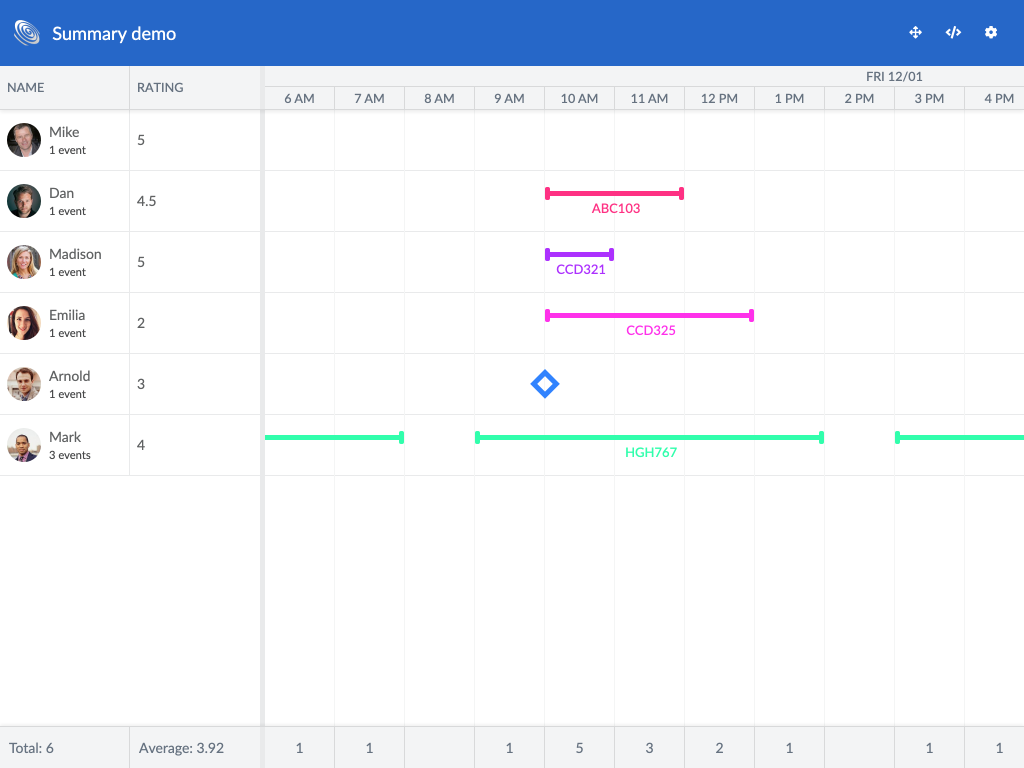 Summary demo
NAME RATING
FRI 12/01
6 AM 7 AM 8 AM 9 AM 10 AM 11 AM 12 PM 1 PM 2 PM 3 PM 4 PM
Mike
1 event
5
Dan
1 event
4.5
ABC103
Madison
1 event
5
CCD321
Emilia
1 event
2
CCD325
Arnold
1 event
3
Mark
3 events
4
HGH767
Total: 6 Average: 3.92 1 1 1 5 3 2 1 1 1